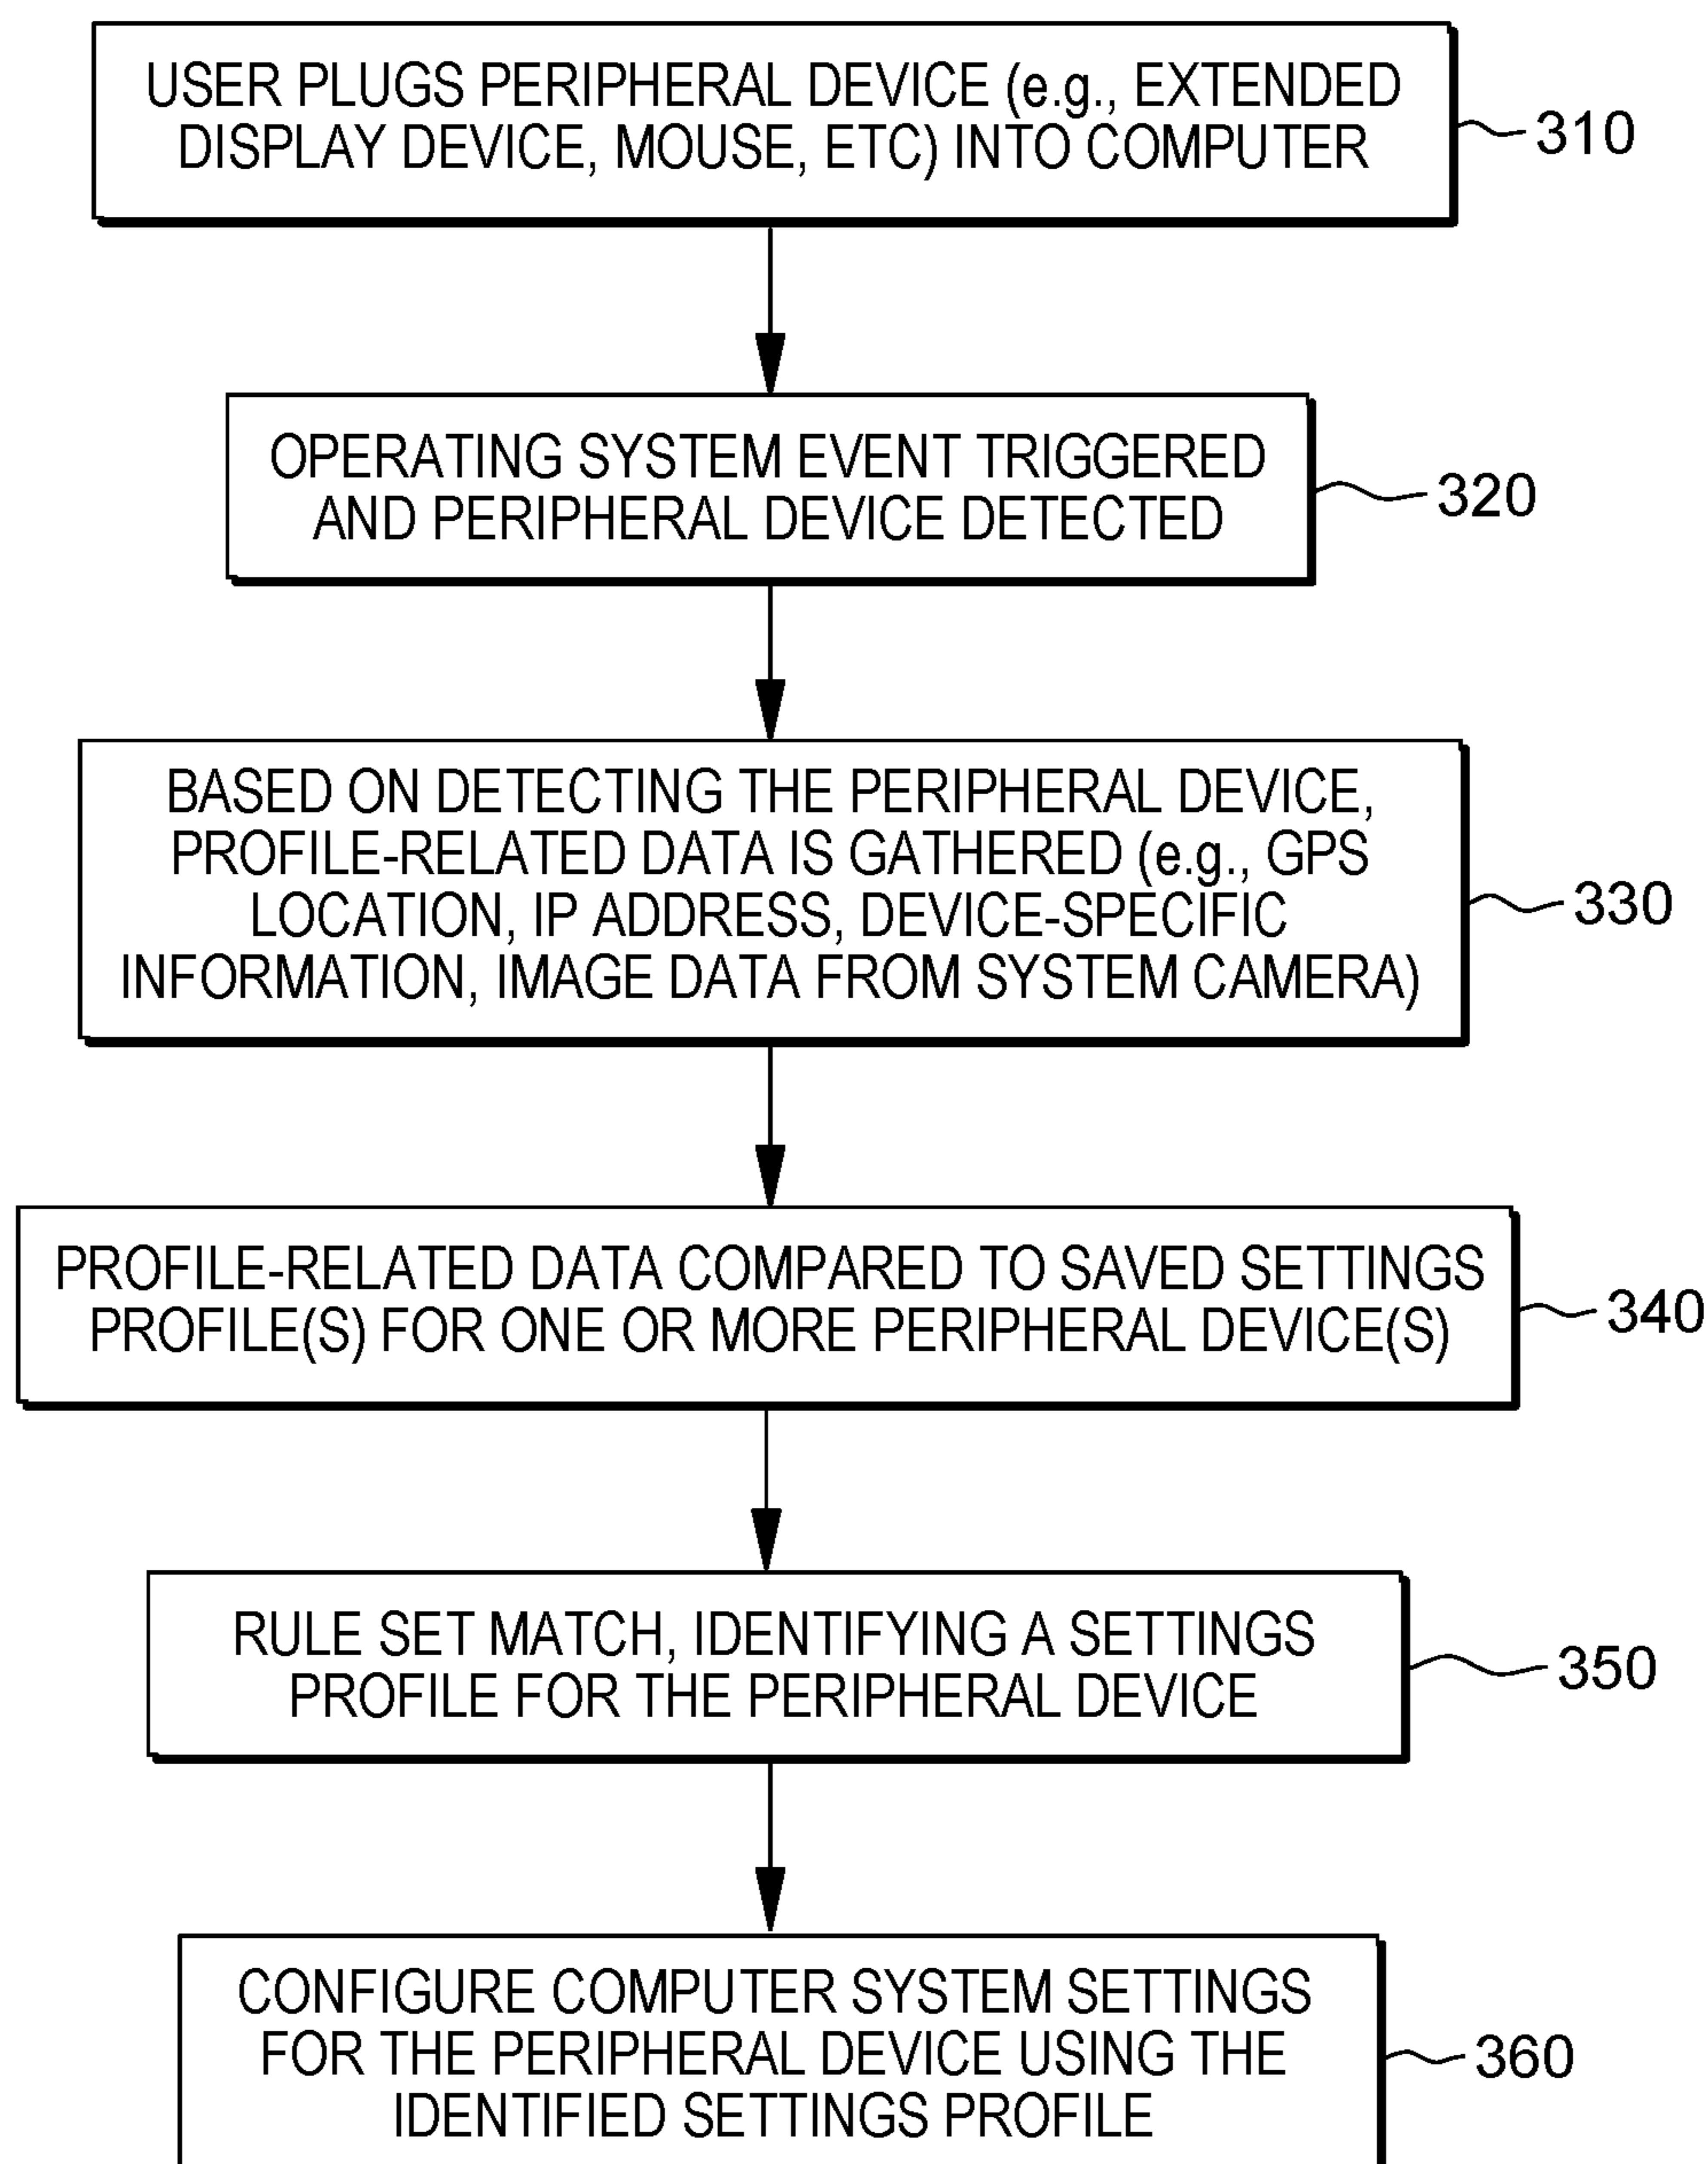 USER PLUGS PERIPHERAL DEVICE (e.g., EXTENDED
DISPLAY DEVICE, MOUSE, ETC) INTO COMPUTER
310
OPERATING SYSTEM EVENT TRIGGERED
AND PERIPHERAL DEVICE DETECTED
320
BASED ON DETECTING THE PERIPHERAL DEVICE,
PROFILE-RELATED DATA IS GATHERED (e.g., GPS
LOCATION, IP ADDRESS, DEVICE-SPECIFIC
INFORMATION, IMAGE DATA FROM SYSTEM CAMERA)
330
PROFILE-RELATED DATA COMPARED TO SAVED SETTINGS
PROFILE(S) FOR ONE OR MORE PERIPHERAL DEVICE(S)
340
RULE SET MATCH, IDENTIFYING A SETTINGS
PROFILE FOR THE PERIPHERAL DEVICE
350
CONFIGURE COMPUTER SYSTEM SETTINGS
FOR THE PERIPHERAL DEVICE USING THE
IDENTIFIED SETTINGS PROFILE
360